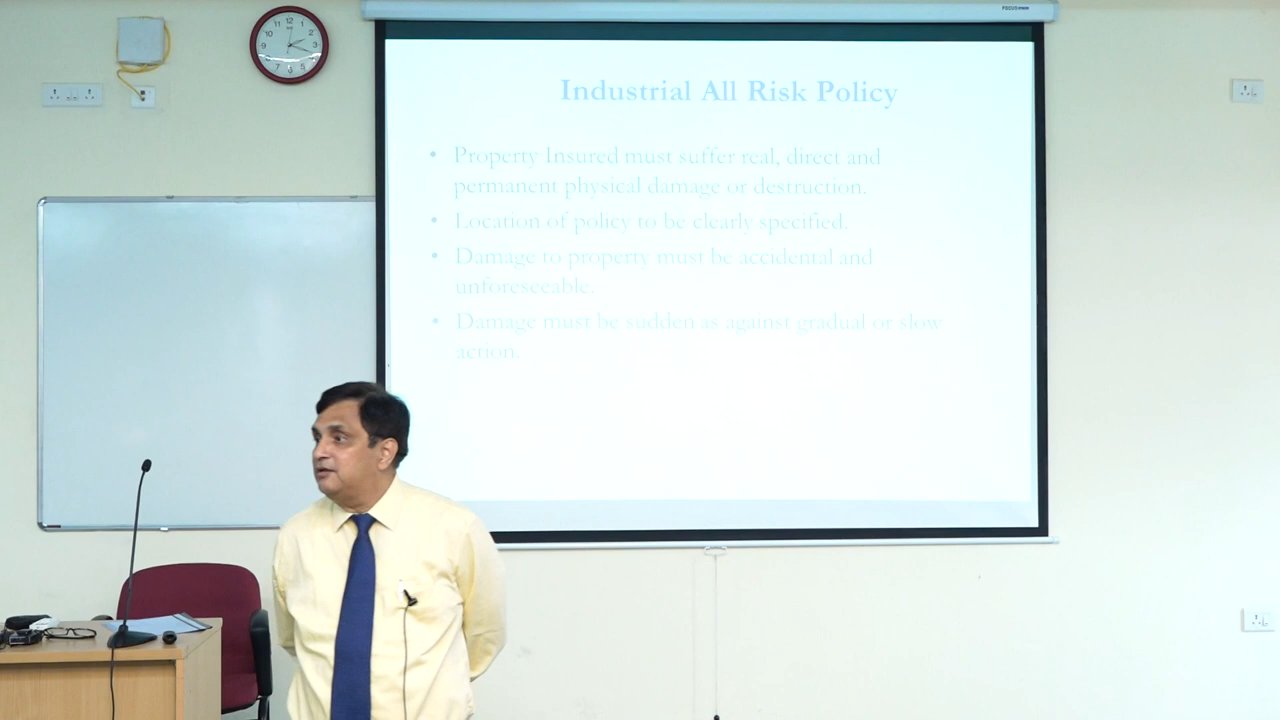 Industrial All Risk Policy
• Property Insured must suffer real, direct and
permanent physical damage or destruction.
• Location of policy to be clearly specified.
• Damage to property must be accidental and
unforeseeable.
• Damage must be sudden as against gradual or slow
action.